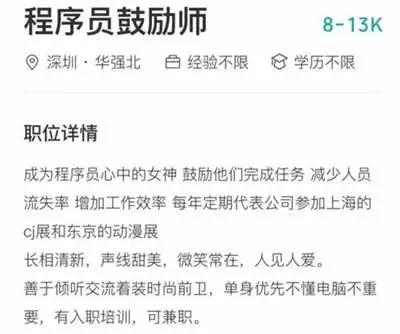 程序员鼓励师 8-13K
深圳·华强北 经验不限 学历不限
职位详情
成为程序员心中的女神 鼓励他们完成任务 减少人员
流失率 增加工作效率 每年定期代表公司参加上海的
cj展和东京的动漫展
长相清新，声线甜美，微笑常在，人见人爱。
善于倾听交流着装时尚前卫，单身优先不懂电脑不重
要，有入职培训，可兼职。